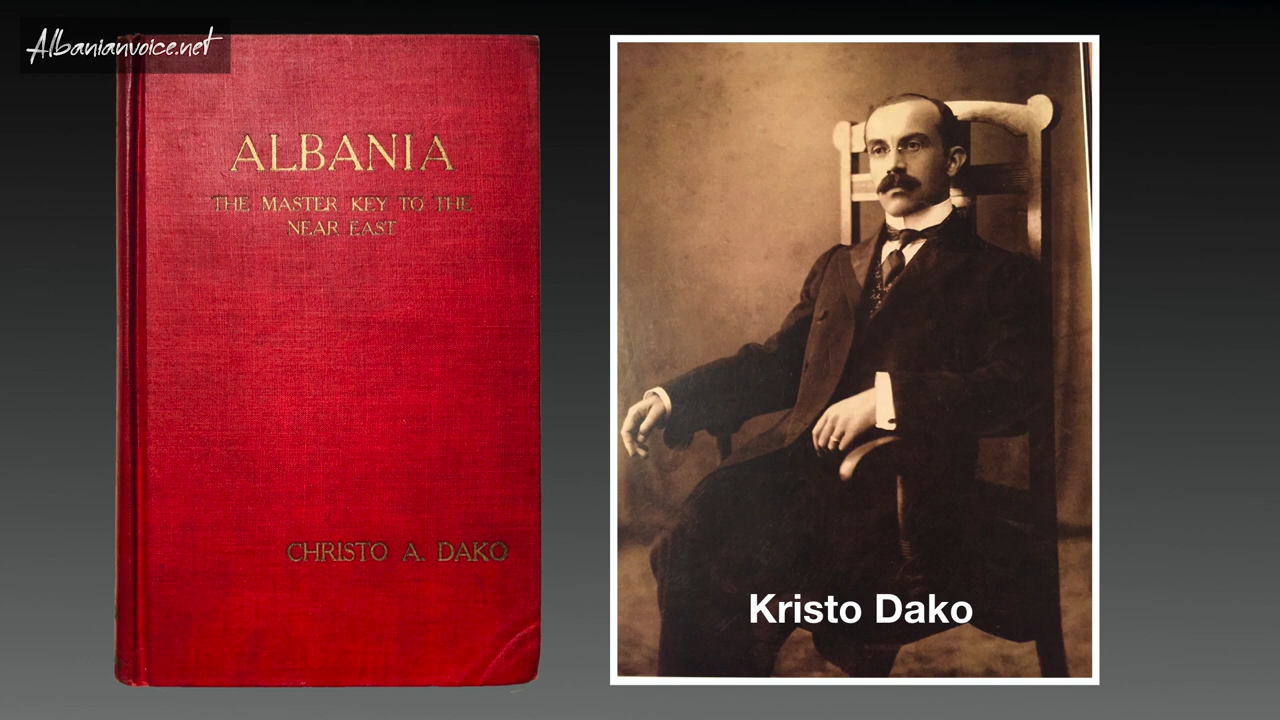 Albanianvoice.net
ALBANIA
THE MASTER KEY TO THE
NEAR EAST
CHRISTO A. DAKO
Kristo Dako